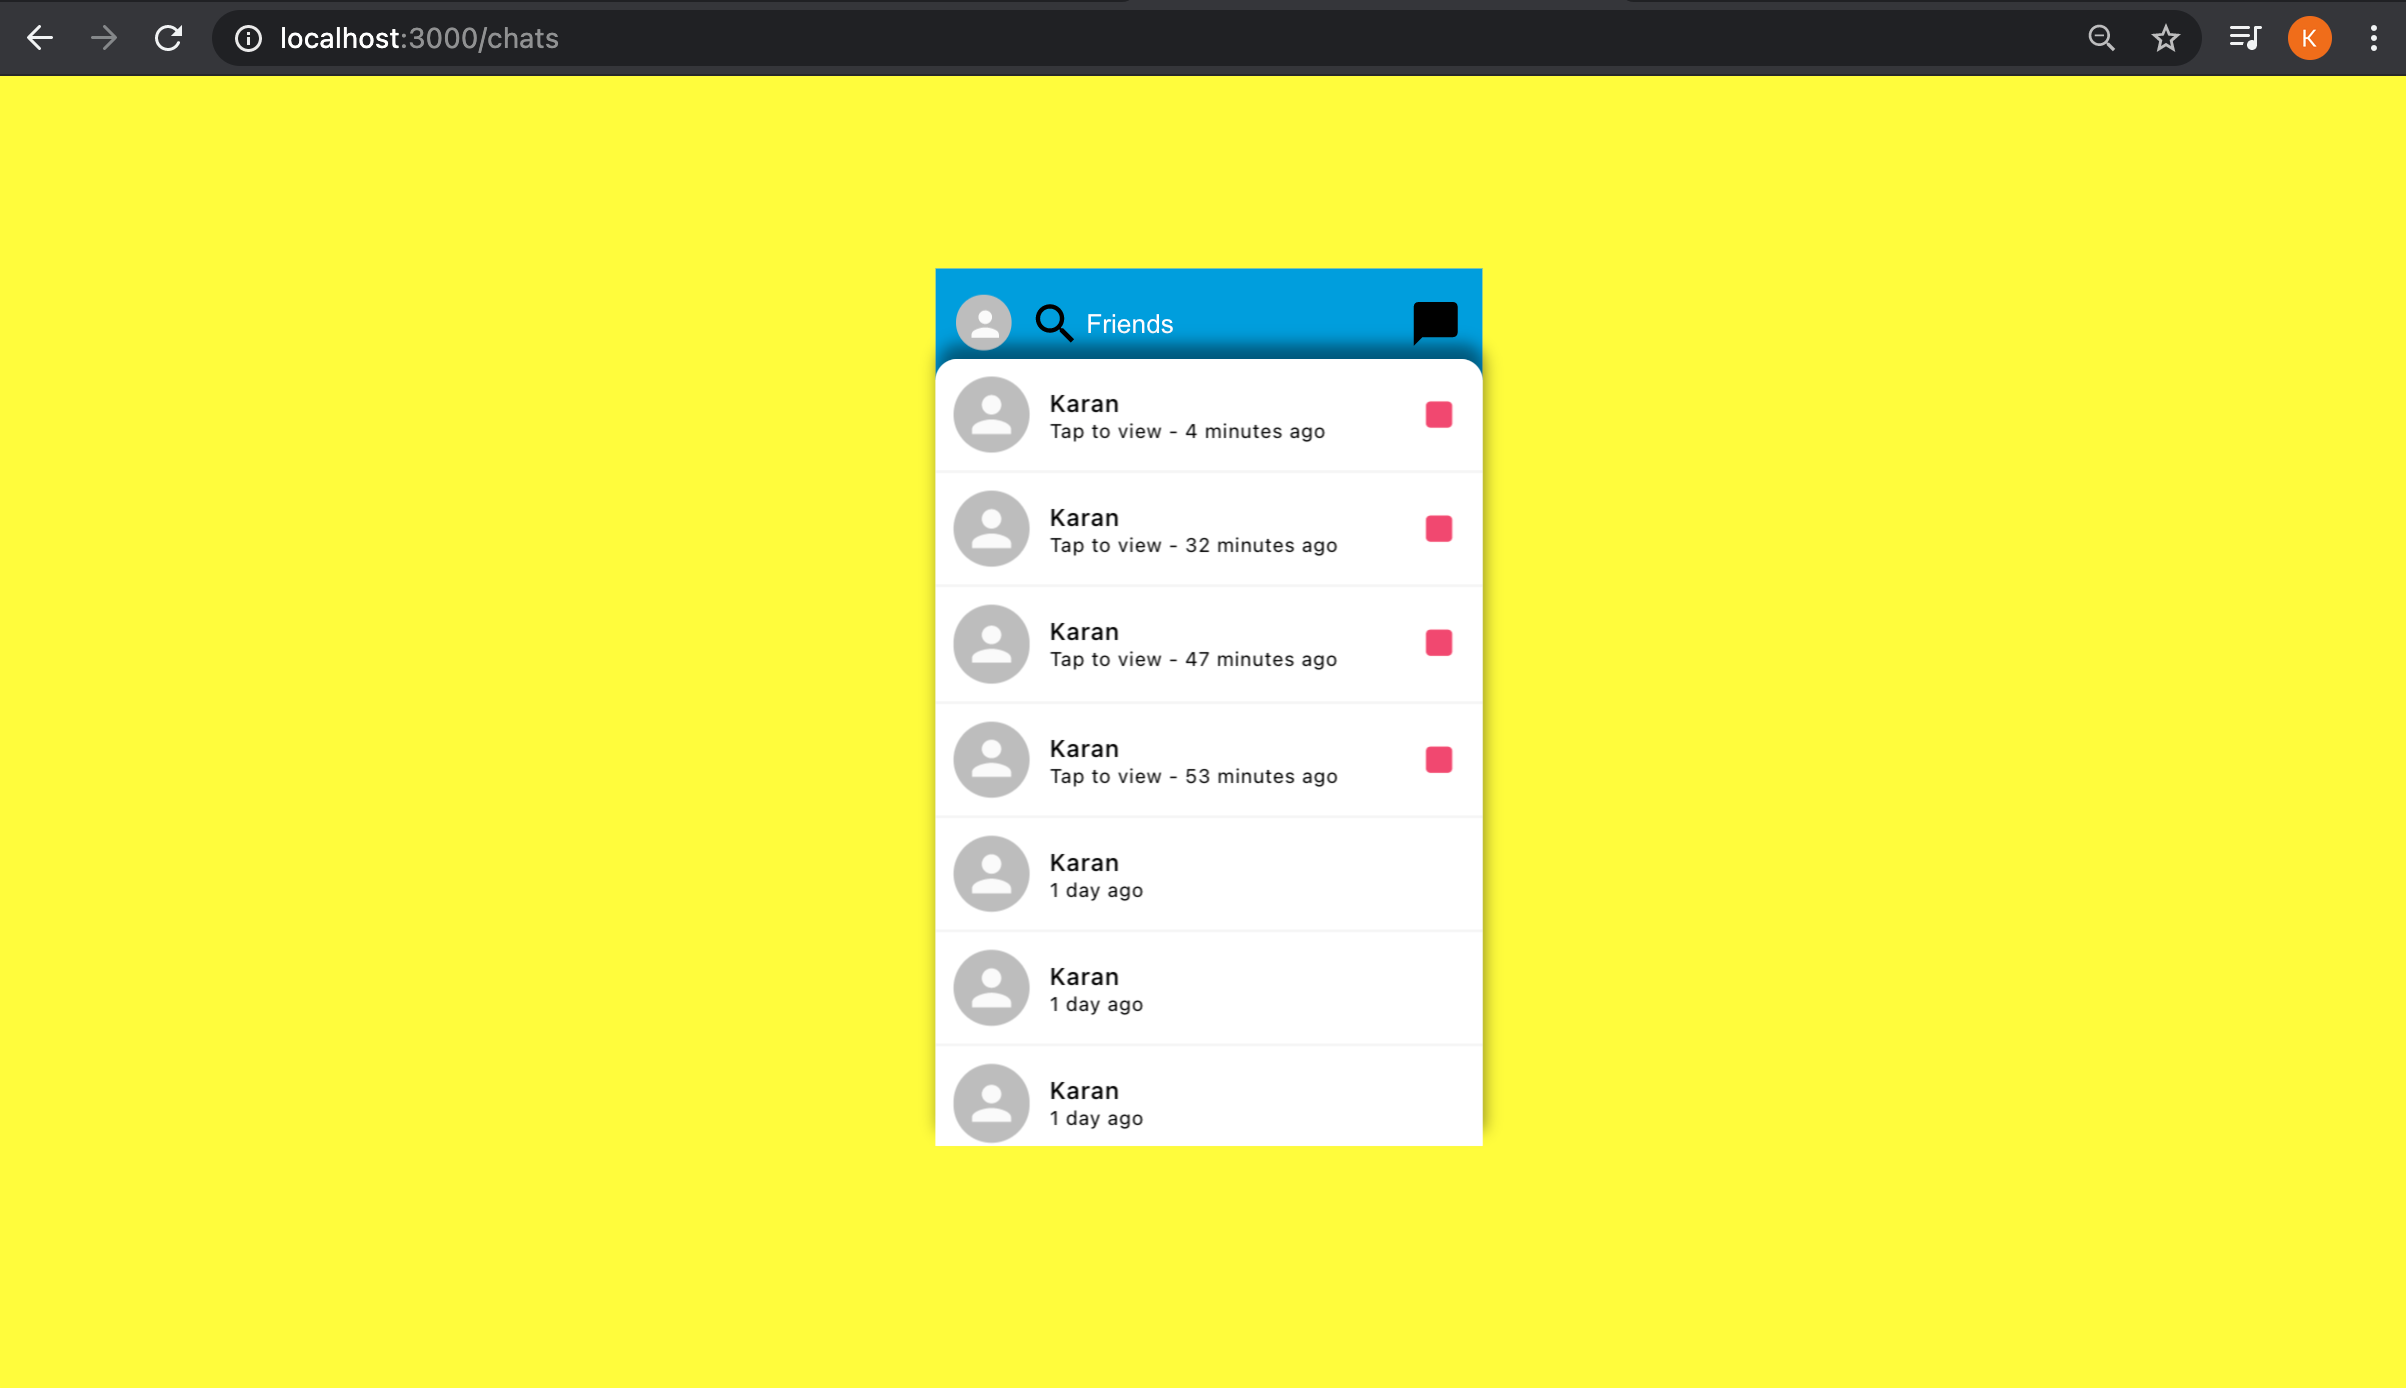 localhost:3000/chats
K
Friends
Karan
Tap to view - 4 minutes ago
Karan
Tap to view - 32 minutes ago
Karan
Tap to view - 47 minutes ago
Karan
Tap to view - 53 minutes ago
Karan
1 day ago
Karan
1 day ago
Karan
1 day ago